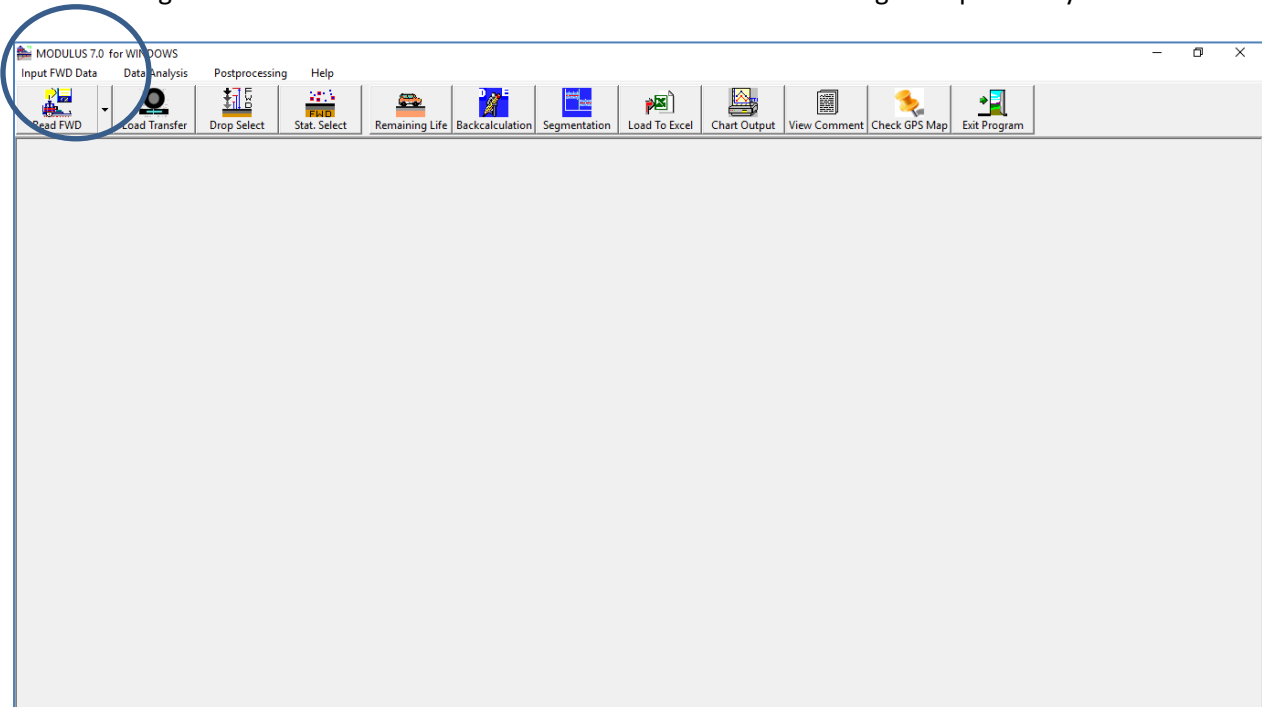 MODULUS 7.0 for WINDOWS
Input FWD Data Data Analysis Postprocessing Help
Read FWD Load Transfer Drop Select Stat. Select Remaining Life Backcalculation Segmentation Load To Excel Chart Output View Comment Check GPS Map Exit Program